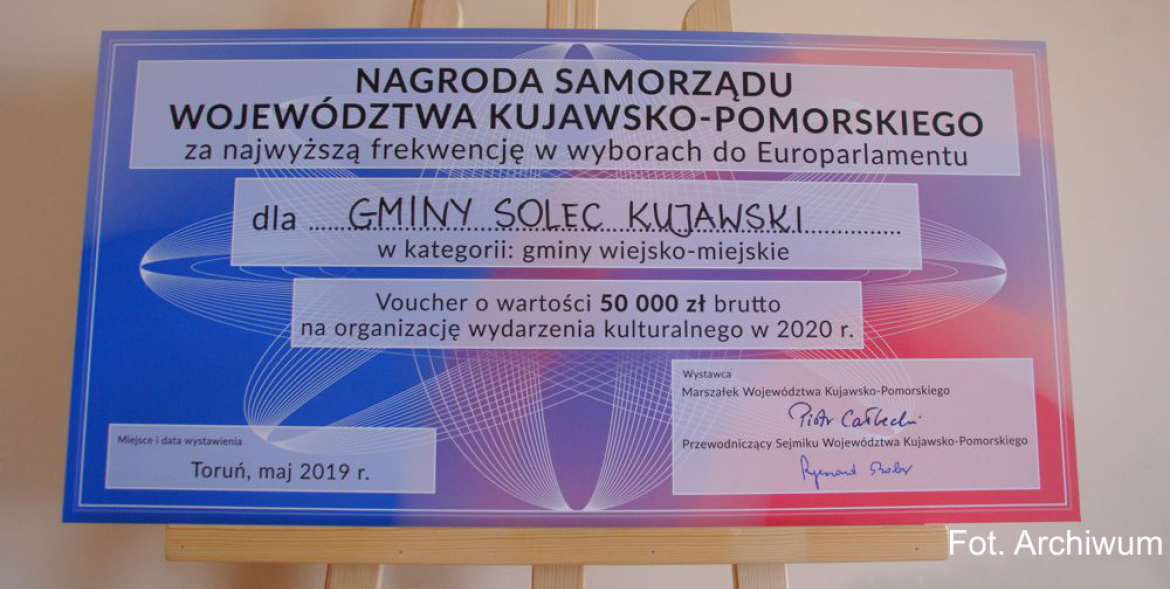 NAGRODA SAMORZĄDU
WOJEWÓDZTWA KUJAWSKO-POMORSKIEGO
za najwyższą frekwencję w wyborach do Europarlamentu
dla GMINY SOLEC KUJAWSKI
w kategorii: gminy wiejsko-miejskie
Voucher o wartości 50 000 zł brutto
na organizację wydarzenia kulturalnego w 2020 r.
Wystawca
Marszałek Województwa Kujawsko-Pomorskiego
Piotr Całbecki
Przewodniczący Sejmiku Województwa Kujawsko-Pomorskiego
Miejsce i data wystawienia
Toruń, maj 2019 r.
Fot. Archiwum